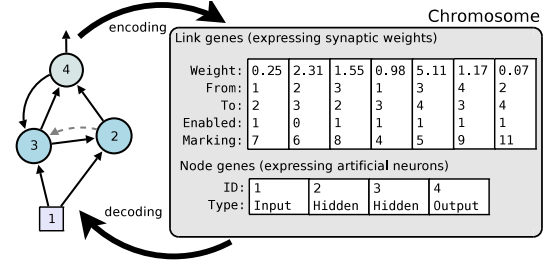 Chromosome
encoding
Link genes (expressing synaptic weights)
Weight: 0.25 2.31 1.55 0.98 5.11 1.17 0.07
From: 1 2 3 1 3 4 2
To: 2 3 2 3 4 3 4
Enabled: 1 0 1 1 1 1 1
Marking: 7 6 8 4 5 9 11
Node genes (expressing artificial neurons)
ID: 1 2 3 4
Type: Input Hidden Hidden Output
decoding
4
3
2
1